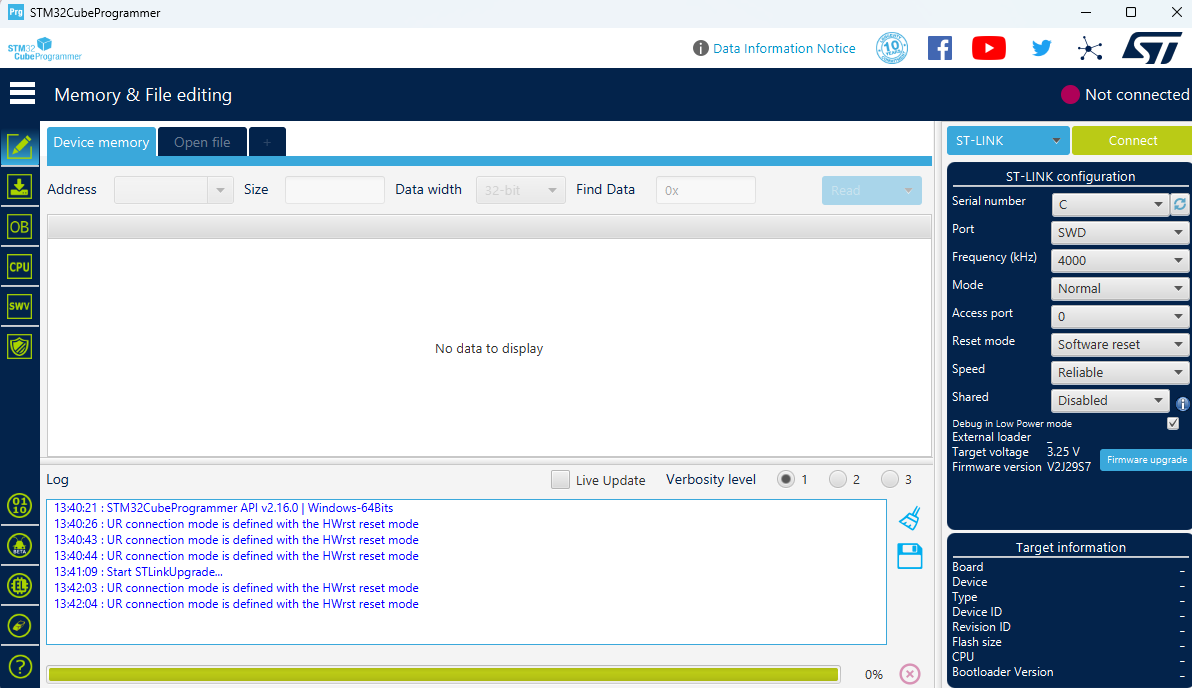 Prg STM32CubeProgrammer
STM32
CubeProgrammer
Data Information Notice
10
ST
Memory & File editing
Not connected
Device memory
Open file
+
ST-LINK
Connect
Address
Size
Data width
32-bit
Find Data
0x
Read
ST-LINK configuration
Serial number
C
Port
SWD
Frequency (kHz)
4000
Mode
Normal
Access port
0
Reset mode
Software reset
Speed
Reliable
Shared
Disabled
Debug in Low Power mode
External loader _
Target voltage 3.25 V
Firmware version V2J29S7
Firmware upgrade
OB
CPU
SWV
No data to display
Log
Live Update
Verbosity level
1
2
3
13:40:21 : STM32CubeProgrammer API v2.16.0 | Windows-64Bits
13:40:26 : UR connection mode is defined with the HWrst reset mode
13:40:43 : UR connection mode is defined with the HWrst reset mode
13:40:44 : UR connection mode is defined with the HWrst reset mode
13:41:09 : Start STLinkUpgrade...
13:42:03 : UR connection mode is defined with the HWrst reset mode
13:42:04 : UR connection mode is defined with the HWrst reset mode
01
10
BETA
EL
?
0%
Target information
Board _
Device _
Type _
Device ID _
Revision ID _
Flash size _
CPU _
Bootloader Version _